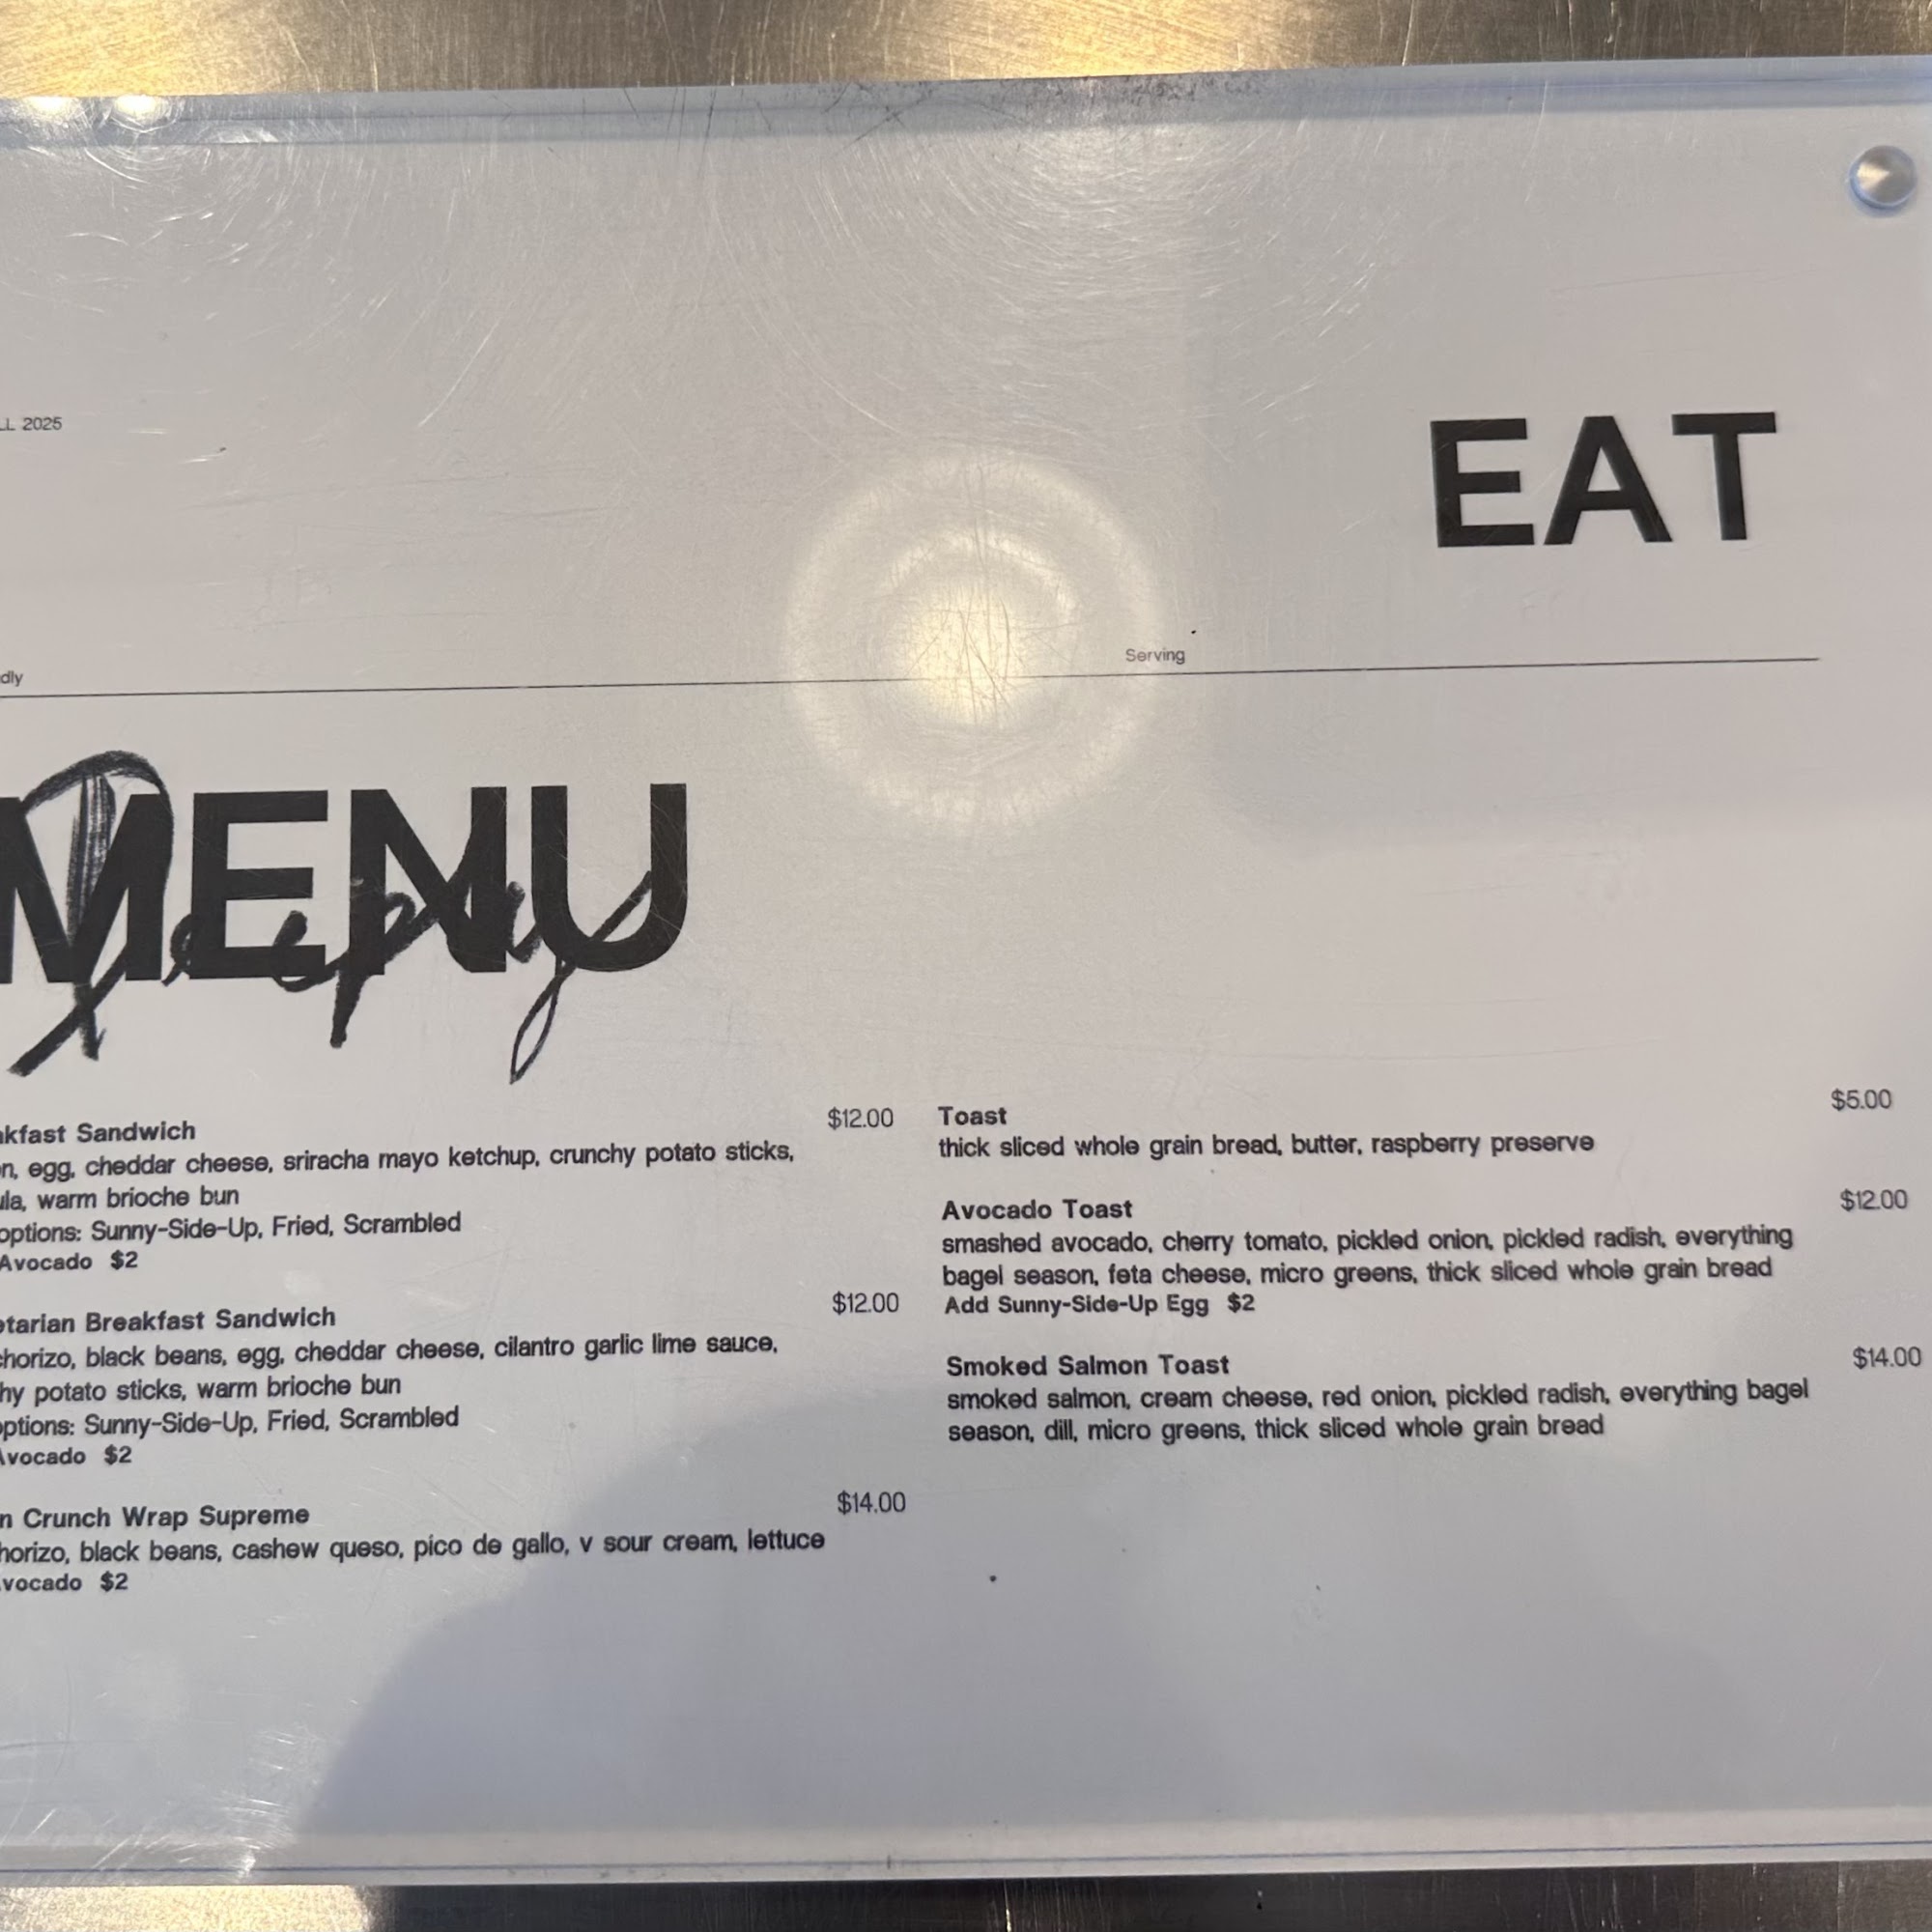 LL 2025
EAT
dly
Serving
MENU
akfast Sandwich
$12.00
n, egg, cheddar cheese, sriracha mayo ketchup, crunchy potato sticks,
ula, warm brioche bun
options: Sunny-Side-Up, Fried, Scrambled
Avocado $2
etarian Breakfast Sandwich
$12.00
chorizo, black beans, egg, cheddar cheese, cilantro garlic lime sauce,
hy potato sticks, warm brioche bun
options: Sunny-Side-Up, Fried, Scrambled
Avocado $2
n Crunch Wrap Supreme
$14.00
horizo, black beans, cashew queso, pico de gallo, v sour cream, lettuce
Avocado $2
Toast
$5.00
thick sliced whole grain bread, butter, raspberry preserve
Avocado Toast
$12.00
smashed avocado, cherry tomato, pickled onion, pickled radish, everything
bagel season, feta cheese, micro greens, thick sliced whole grain bread
Add Sunny-Side-Up Egg $2
Smoked Salmon Toast
$14.00
smoked salmon, cream cheese, red onion, pickled radish, everything bagel
season, dill, micro greens, thick sliced whole grain bread